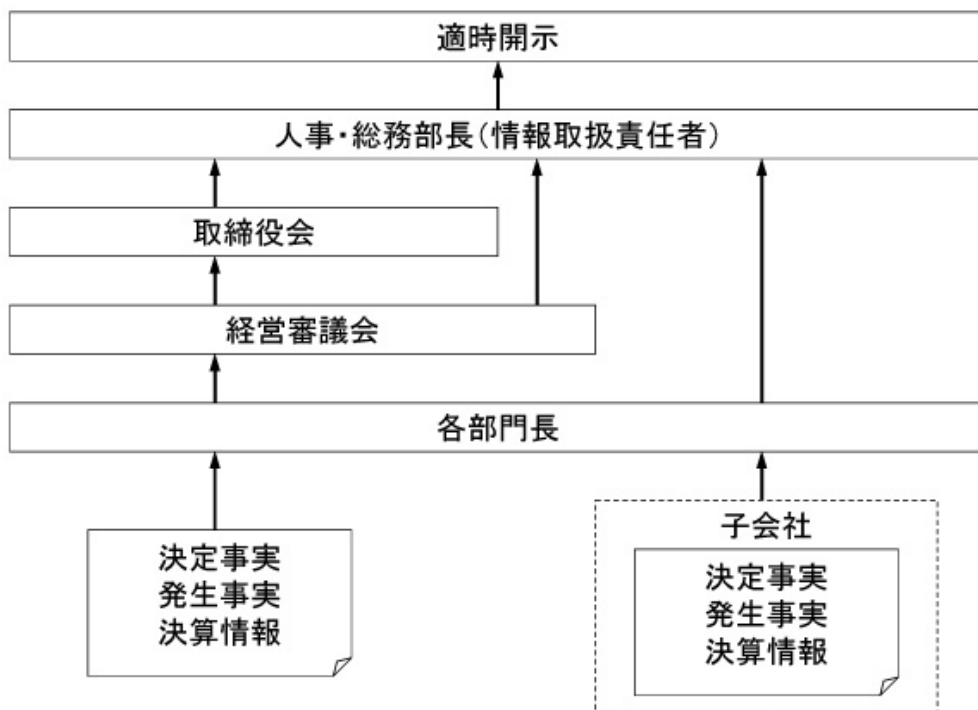 適時開示
人事・総務部長(情報取扱責任者)
取締役会
経営審議会
各部門長
決定事実
発生事実
決算情報
子会社
決定事実
発生事実
決算情報